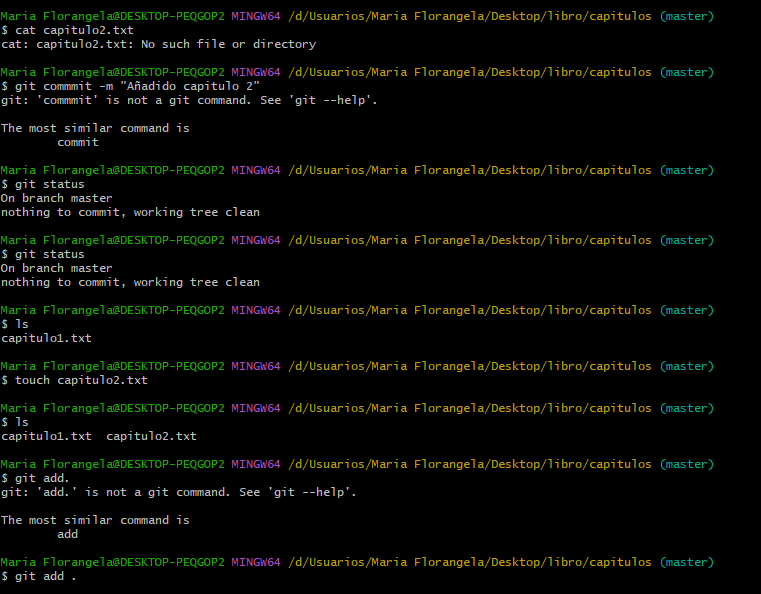 Maria Florangela@DESKTOP-PEQGOP2 MINGW64 /d/Usuarios/Maria Florangela/Desktop/libro/capitulos (master)
$ cat capitulo2.txt
cat: capitulo2.txt: No such file or directory
Maria Florangela@DESKTOP-PEQGOP2 MINGW64 /d/Usuarios/Maria Florangela/Desktop/libro/capitulos (master)
$ git commmit -m "Añadido capitulo 2"
git: 'commmit' is not a git command. See 'git --help'.
The most similar command is
commit
Maria Florangela@DESKTOP-PEQGOP2 MINGW64 /d/Usuarios/Maria Florangela/Desktop/libro/capitulos (master)
$ git status
On branch master
nothing to commit, working tree clean
Maria Florangela@DESKTOP-PEQGOP2 MINGW64 /d/Usuarios/Maria Florangela/Desktop/libro/capitulos (master)
$ git status
On branch master
nothing to commit, working tree clean
Maria Florangela@DESKTOP-PEQGOP2 MINGW64 /d/Usuarios/Maria Florangela/Desktop/libro/capitulos (master)
$ ls
capitulo1.txt
Maria Florangela@DESKTOP-PEQGOP2 MINGW64 /d/Usuarios/Maria Florangela/Desktop/libro/capitulos (master)
$ touch capitulo2.txt
Maria Florangela@DESKTOP-PEQGOP2 MINGW64 /d/Usuarios/Maria Florangela/Desktop/libro/capitulos (master)
$ ls
capitulo1.txt  capitulo2.txt
Maria Florangela@DESKTOP-PEQGOP2 MINGW64 /d/Usuarios/Maria Florangela/Desktop/libro/capitulos (master)
$ git add.
git: 'add.' is not a git command. See 'git --help'.
The most similar command is
add
Maria Florangela@DESKTOP-PEQGOP2 MINGW64 /d/Usuarios/Maria Florangela/Desktop/libro/capitulos (master)
$ git add .